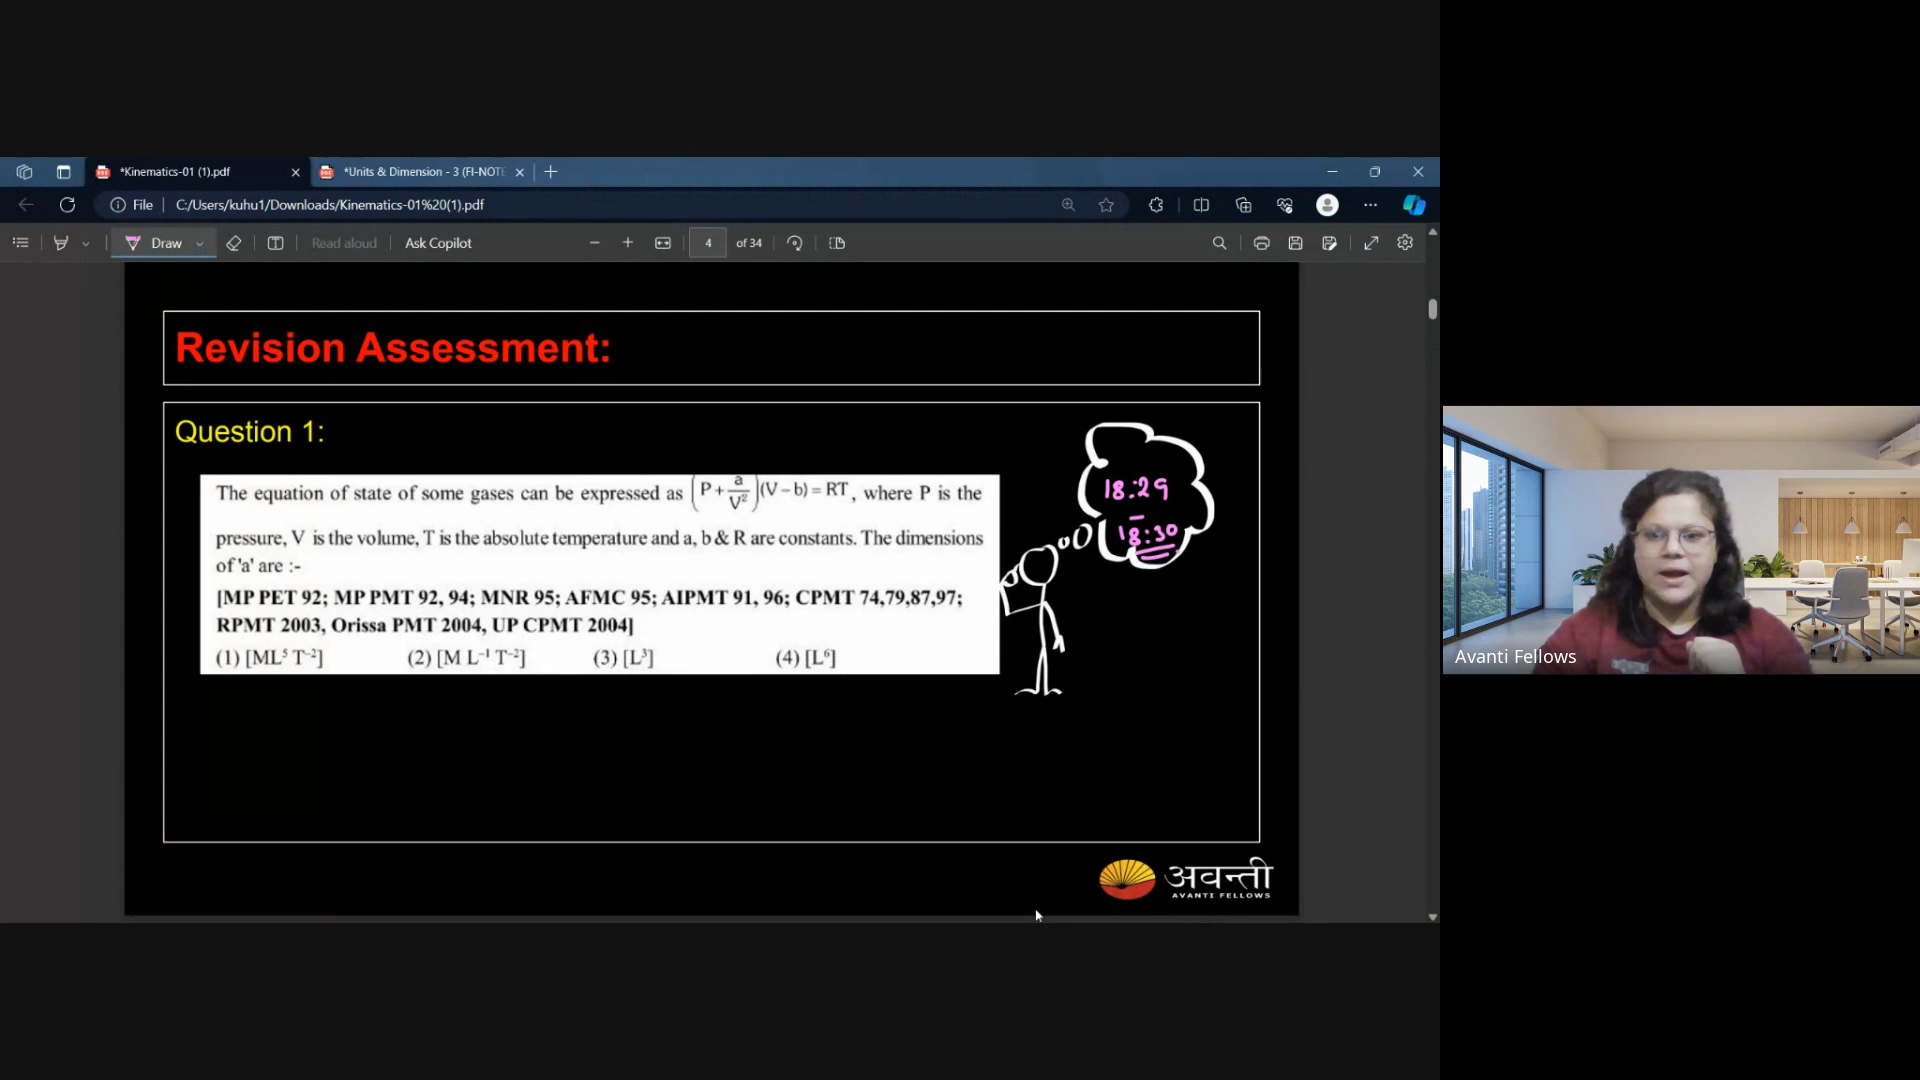 *Kinematics-01 (1).pdf
*Units & Dimension - 3 (FI-NOTE
File
C:/Users/kuhu1/Downloads/Kinematics-01%20(1).pdf
Draw
Read aloud
Ask Copilot
4
of 34
Revision Assessment:
Question 1:
The equation of state of some gases can be expressed as (P + a/V²)(V – b) = RT, where P is the
pressure, V is the volume, T is the absolute temperature and a, b & R are constants. The dimensions
of 'a' are :-
[MP PET 92; MP PMT 92, 94; MNR 95; AFMC 95; AIPMT 91, 96; CPMT 74,79,87,97;
RPMT 2003, Orissa PMT 2004, UP CPMT 2004]
(1) [ML⁵ T⁻²] (2) [M L⁻¹ T⁻²] (3) [L³] (4) [L⁶]
18:29
–
18:30
अवन्ती
AVANTI FELLOWS
Avanti Fellows